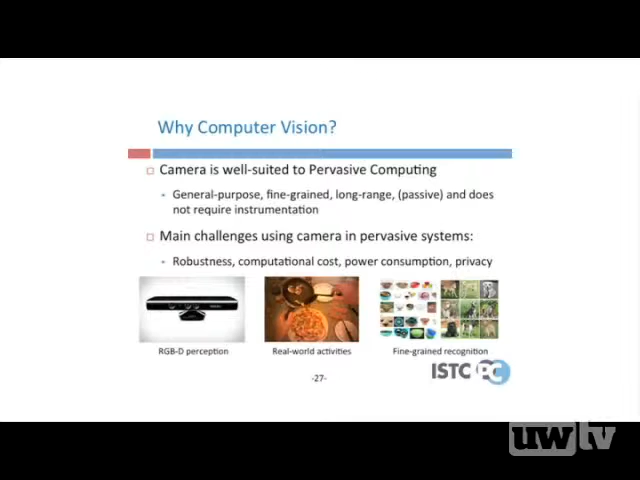 Why Computer Vision?
Camera is well-suited to Pervasive Computing
General-purpose, fine-grained, long-range, (passive) and does
not require instrumentation
Main challenges using camera in pervasive systems:
Robustness, computational cost, power consumption, privacy
RGB-D perception
Real-world activities
Fine-grained recognition
ISTC PC
-27-
uwtv